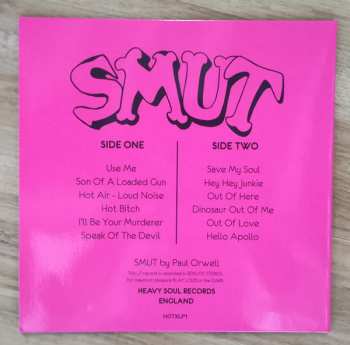 SMUT
SIDE ONE
Use Me
Son Of A Loaded Gun
Hot Air - Loud Noise
Hot Bitch
I'll Be Your Murderer
Speak Of The Devil
SIDE TWO
Save My Soul
Hey Hey Junkie
Out Of Here
Dinosaur Out Of Me
Out Of Love
Hello Apollo
SMUT by Paul Orwell
HEAVY SOUL RECORDS
ENGLAND
HOTXLP1